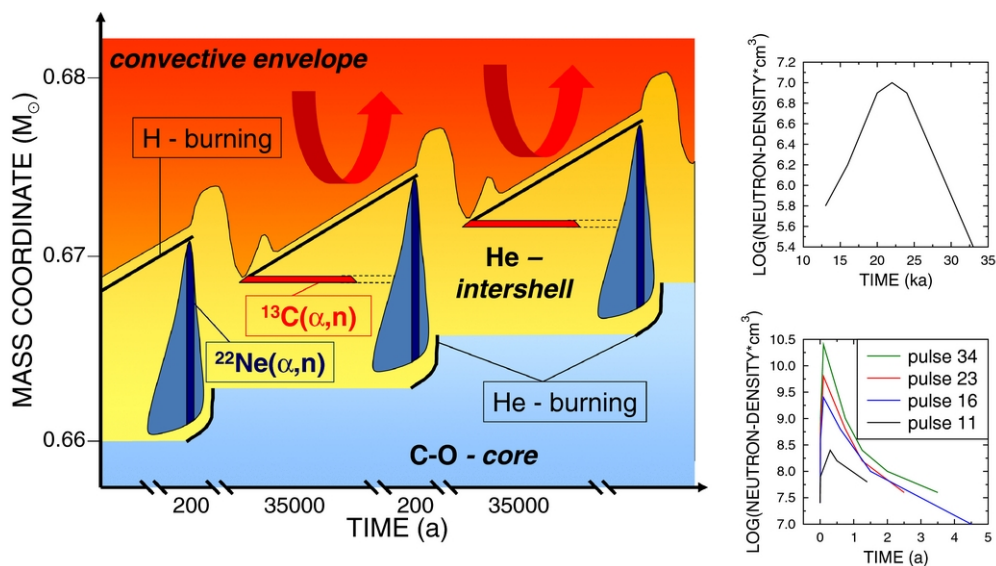 convective envelope
0.68
0.67
0.66
MASS COORDINATE (M☉)
H - burning
¹³C(α,n)
²²Ne(α,n)
He –
intershell
He - burning
C-O - core
200
35000
200
35000
TIME (a)
LOG(NEUTRON-DENSITY*cm³)
7.2
7.0
6.8
6.6
6.4
6.2
6.0
5.8
5.6
5.4
10
15
20
25
30
35
TIME (ka)
LOG(NEUTRON-DENSITY*cm³)
10.5
10.0
9.5
9.0
8.5
8.0
7.5
7.0
pulse 34
pulse 23
pulse 16
pulse 11
0
1
2
3
4
5
TIME (a)